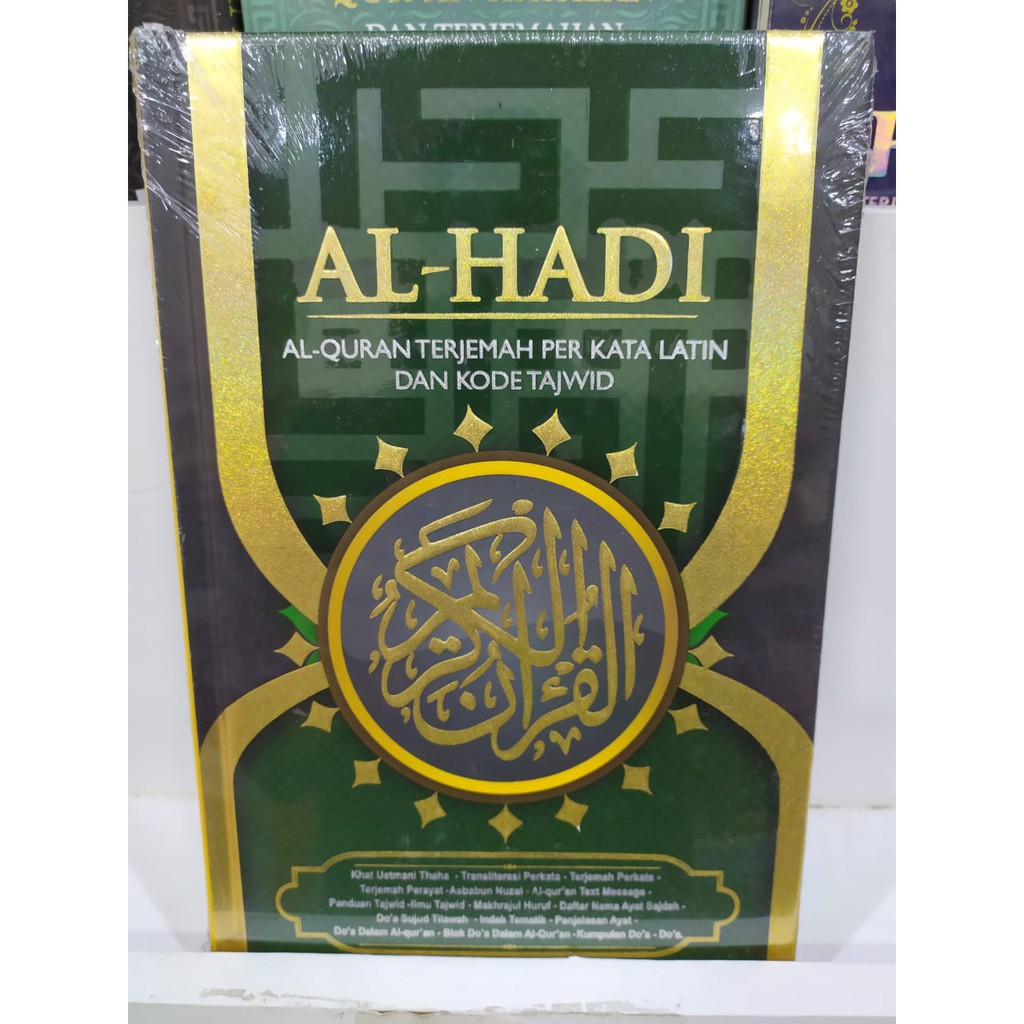 DAN TERJEMAHAN
AL-HADI
AL-QURAN TERJEMAH PER KATA LATIN
DAN KODE TAJWID
القرآن الكريم
Khat Ustmani Thaha - Transliterasi Perkata - Terjemah Perkata -
Terjemah Perayat -Asbabun Nuzul - Al-qur'an Text Message -
Panduan Tajwid -Ilmu Tajwid - Makhrajul Huruf - Daftar Nama Ayat Sajdah -
Do'a Sujud Tilawah - Indek Tematik - Penjelasan Ayat -
Do'a Dalam Al-qur'an - Blok Do'a Dalam Al-Qur'an - Kumpulan Do'a - Do'a.